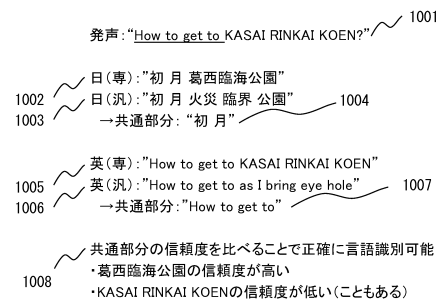 1001
発声：“How to get to KASAI RINKAI KOEN?”
1002 日（専）：”初 月 葛西臨海公園”
1003 日（汎）：”初 月 火災 臨界 公園”
→共通部分： “初 月” 1004
1005 英（専）：”How to get to KASAI RINKAI KOEN”
1006 英（汎）：”How to get to as I bring eye hole”
→共通部分：”How to get to” 1007
1008 共通部分の信頼度を比べることで正確に言語識別可能
・葛西臨海公園の信頼度が高い
・KASAI RINKAI KOENの信頼度が低い（こともある）